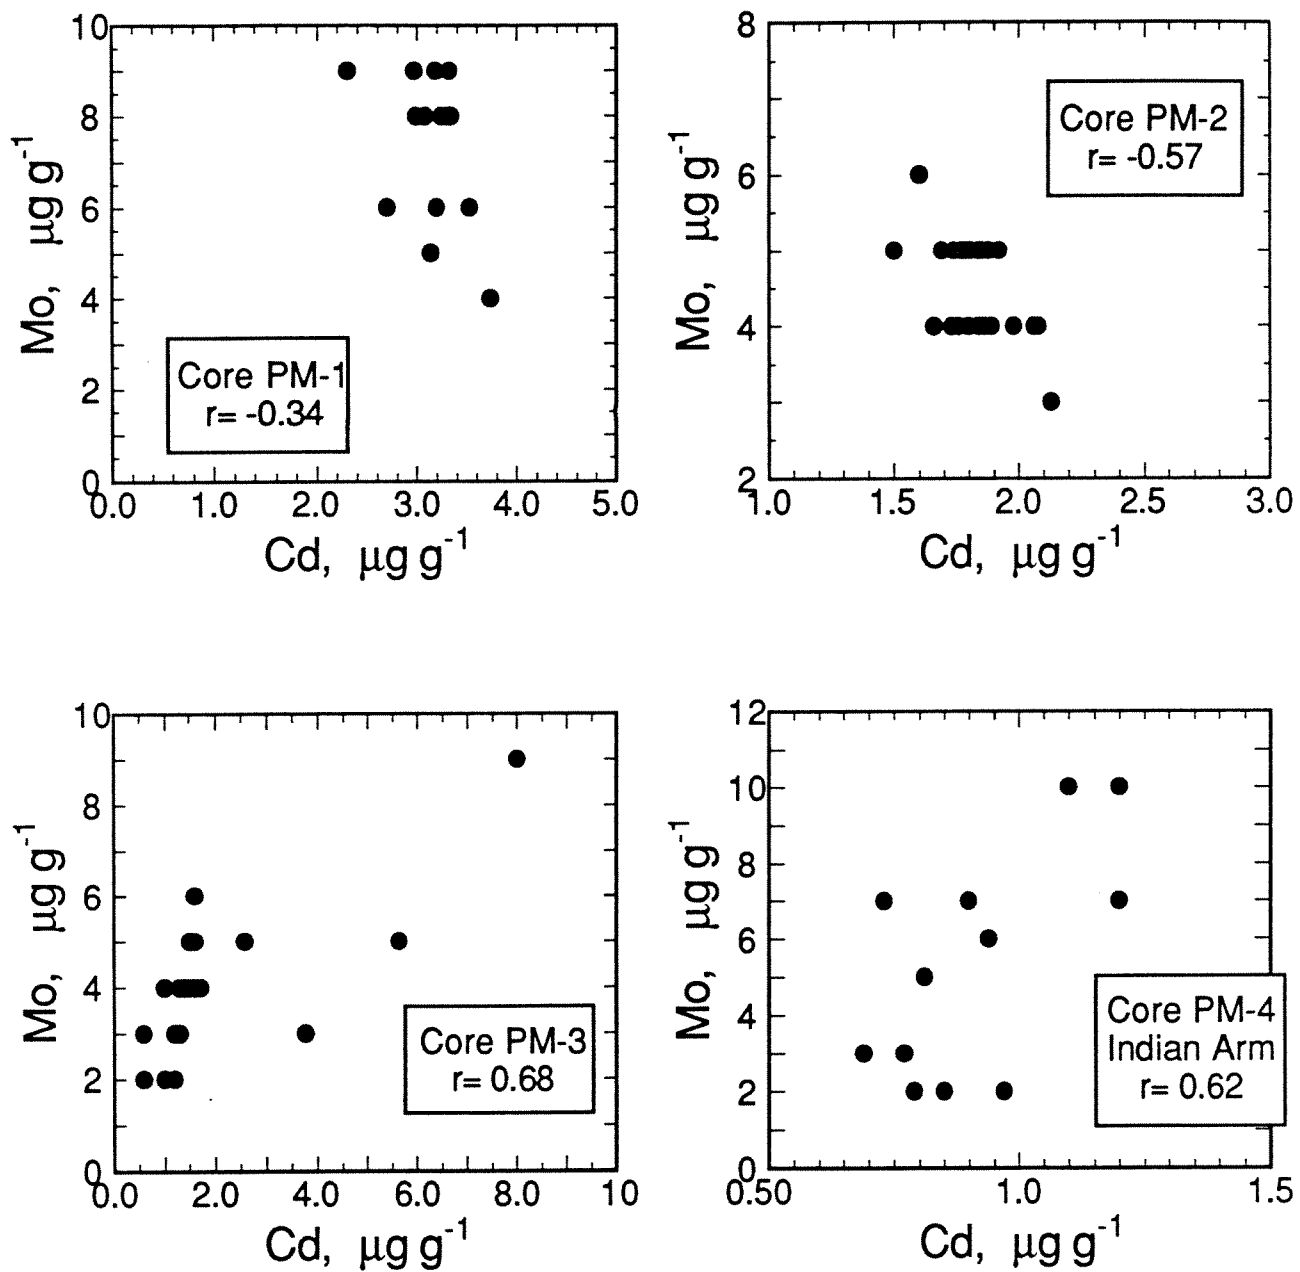 10
8
6
4
2
0
Mo, µg g-1
Core PM-1
r= -0.34
0.0 1.0 2.0 3.0 4.0 5.0
Cd, µg g-1
8
6
4
2
Mo, µg g-1
Core PM-2
r= -0.57
1.0 1.5 2.0 2.5 3.0
Cd, µg g-1
10
8
6
4
2
0
Mo, µg g-1
Core PM-3
r= 0.68
0.0 2.0 4.0 6.0 8.0 10
Cd, µg g-1
12
10
8
6
4
2
0
Mo, µg g-1
Core PM-4
Indian Arm
r= 0.62
0.50 1.0 1.5
Cd, µg g-1